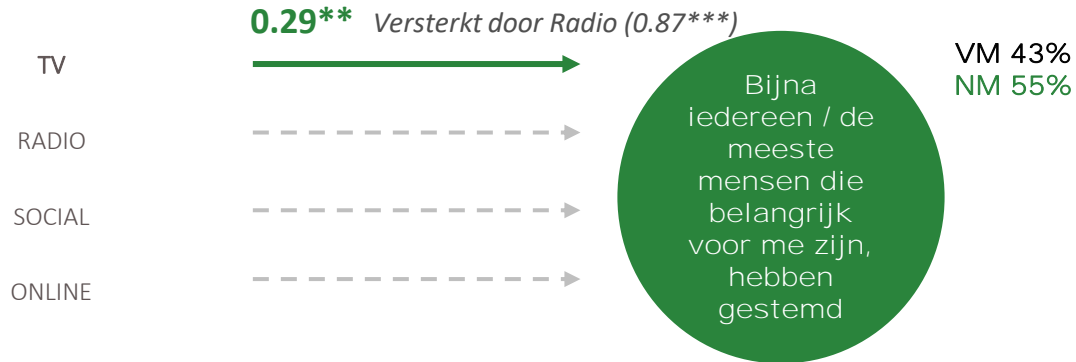 0.29** Versterkt door Radio (0.87***)
TV
VM 43%
NM 55%
RADIO
SOCIAL
ONLINE
Bijna
iedereen / de
meeste
mensen die
belangrijk
voor me zijn,
hebben
gestemd